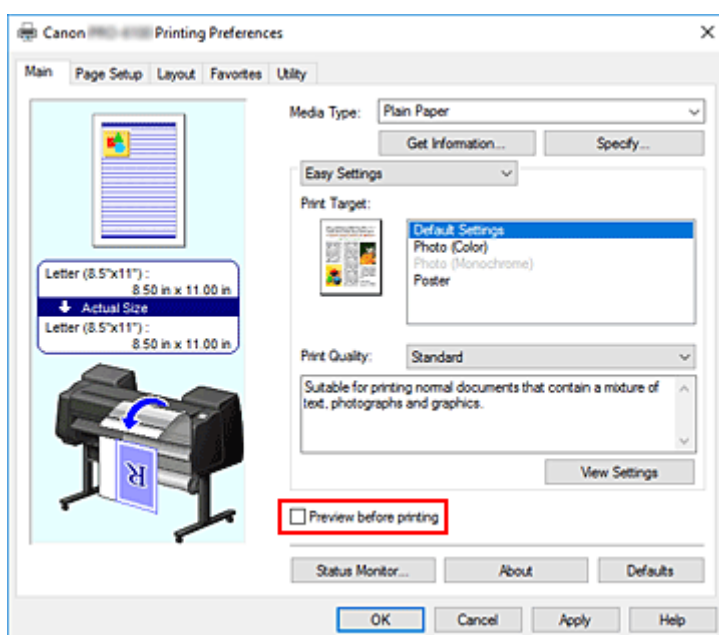 Canon Printing Preferences
Main Page Setup Layout Favorites Utility
Media Type: Plain Paper
Get Information... Specify...
Easy Settings
Print Target:
Default Settings
Photo (Color)
Photo (Monochrome)
Poster
Letter (8.5"x11") :
8.50 in x 11.00 in
Actual Size
Letter (8.5"x11") :
8.50 in x 11.00 in
Print Quality: Standard
Suitable for printing normal documents that contain a mixture of
text, photographs and graphics.
View Settings
R
Preview before printing
Status Monitor... About Defaults
OK Cancel Apply Help